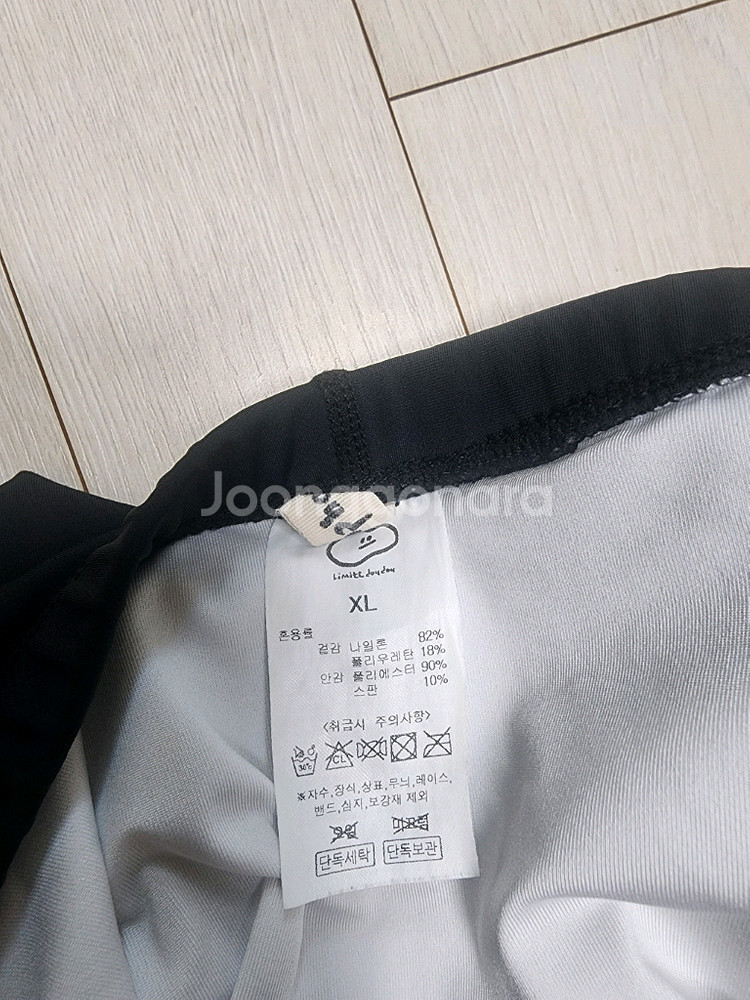 Joonggonara
Limite doudou
XL
혼용률
겉감 나일론 82%
폴리우레탄 18%
안감 폴리에스터 90%
스판 10%
<취급시 주의사항>
30℃ CL
※자수,장식,상표,무늬,레이스,
밴드,심지,보강재 제외
단독세탁 단독보관